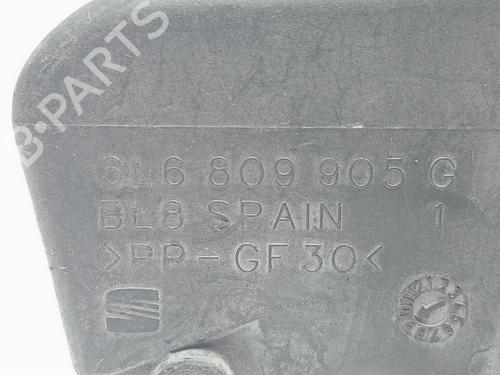 B-PARTS
6L6 809 905 G
BL8 SPAIN 1
>PP-GF30<